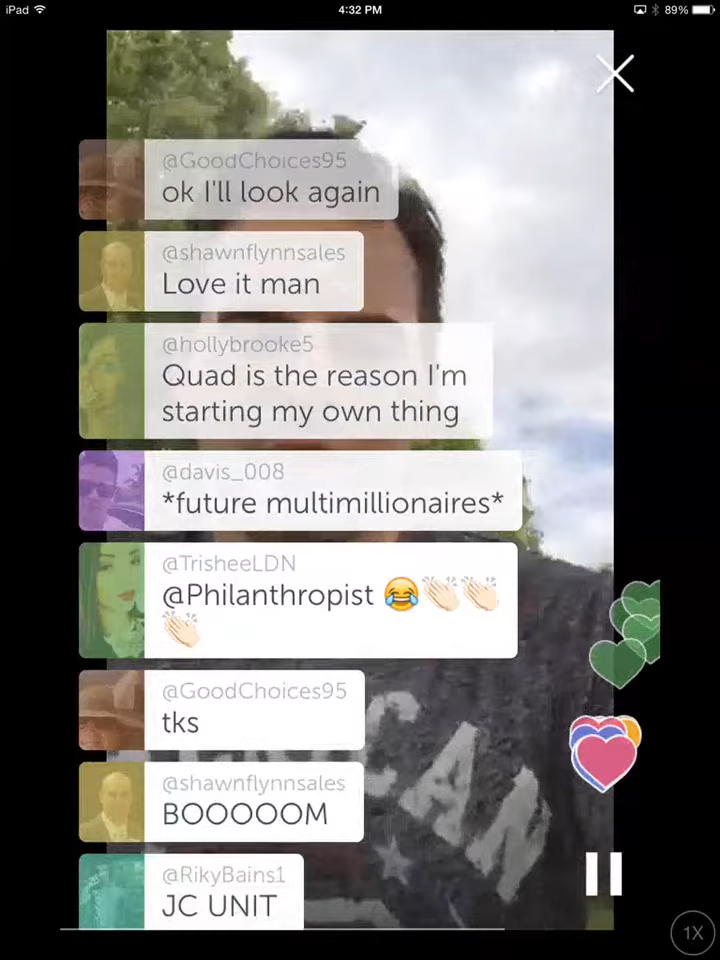 iPad 4:32 PM 89%
@GoodChoices95
ok I'll look again
@shawnflynnsales
Love it man
@hollybrooke5
Quad is the reason I'm
starting my own thing
@davis_008
*future multimillionaires*
@TrisheeLDN
@Philanthropist 😂👏🏻👏🏻
👏🏻
@GoodChoices95
tks
@shawnflynnsales
BOOOOOM
@RikyBains1
JC UNIT
CAN
1X